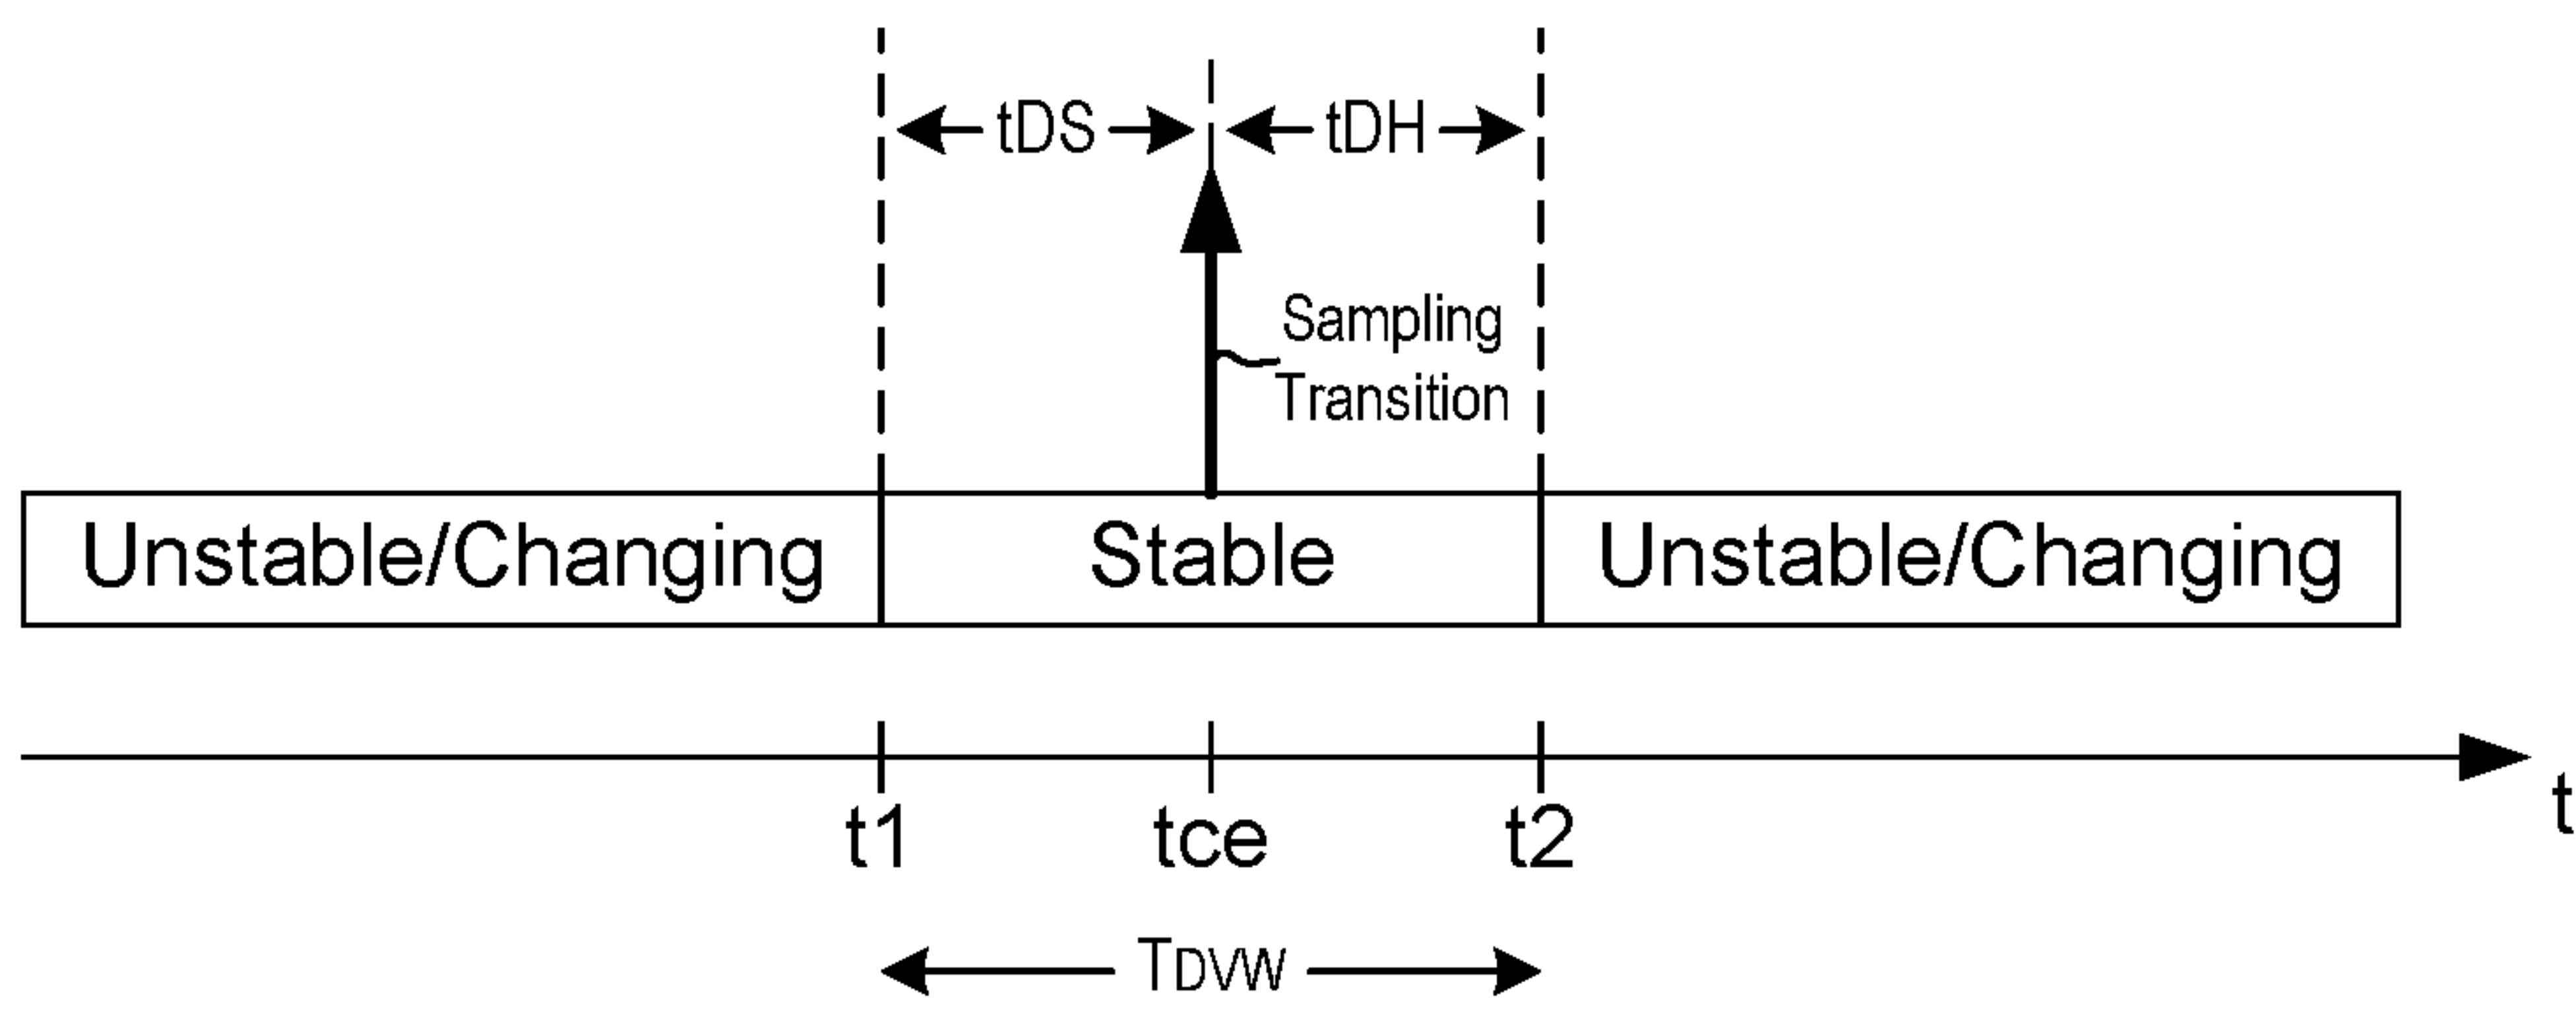 tDS tDH
Sampling
Transition
Unstable/Changing Stable Unstable/Changing
t
t1 tce t2
TDVW